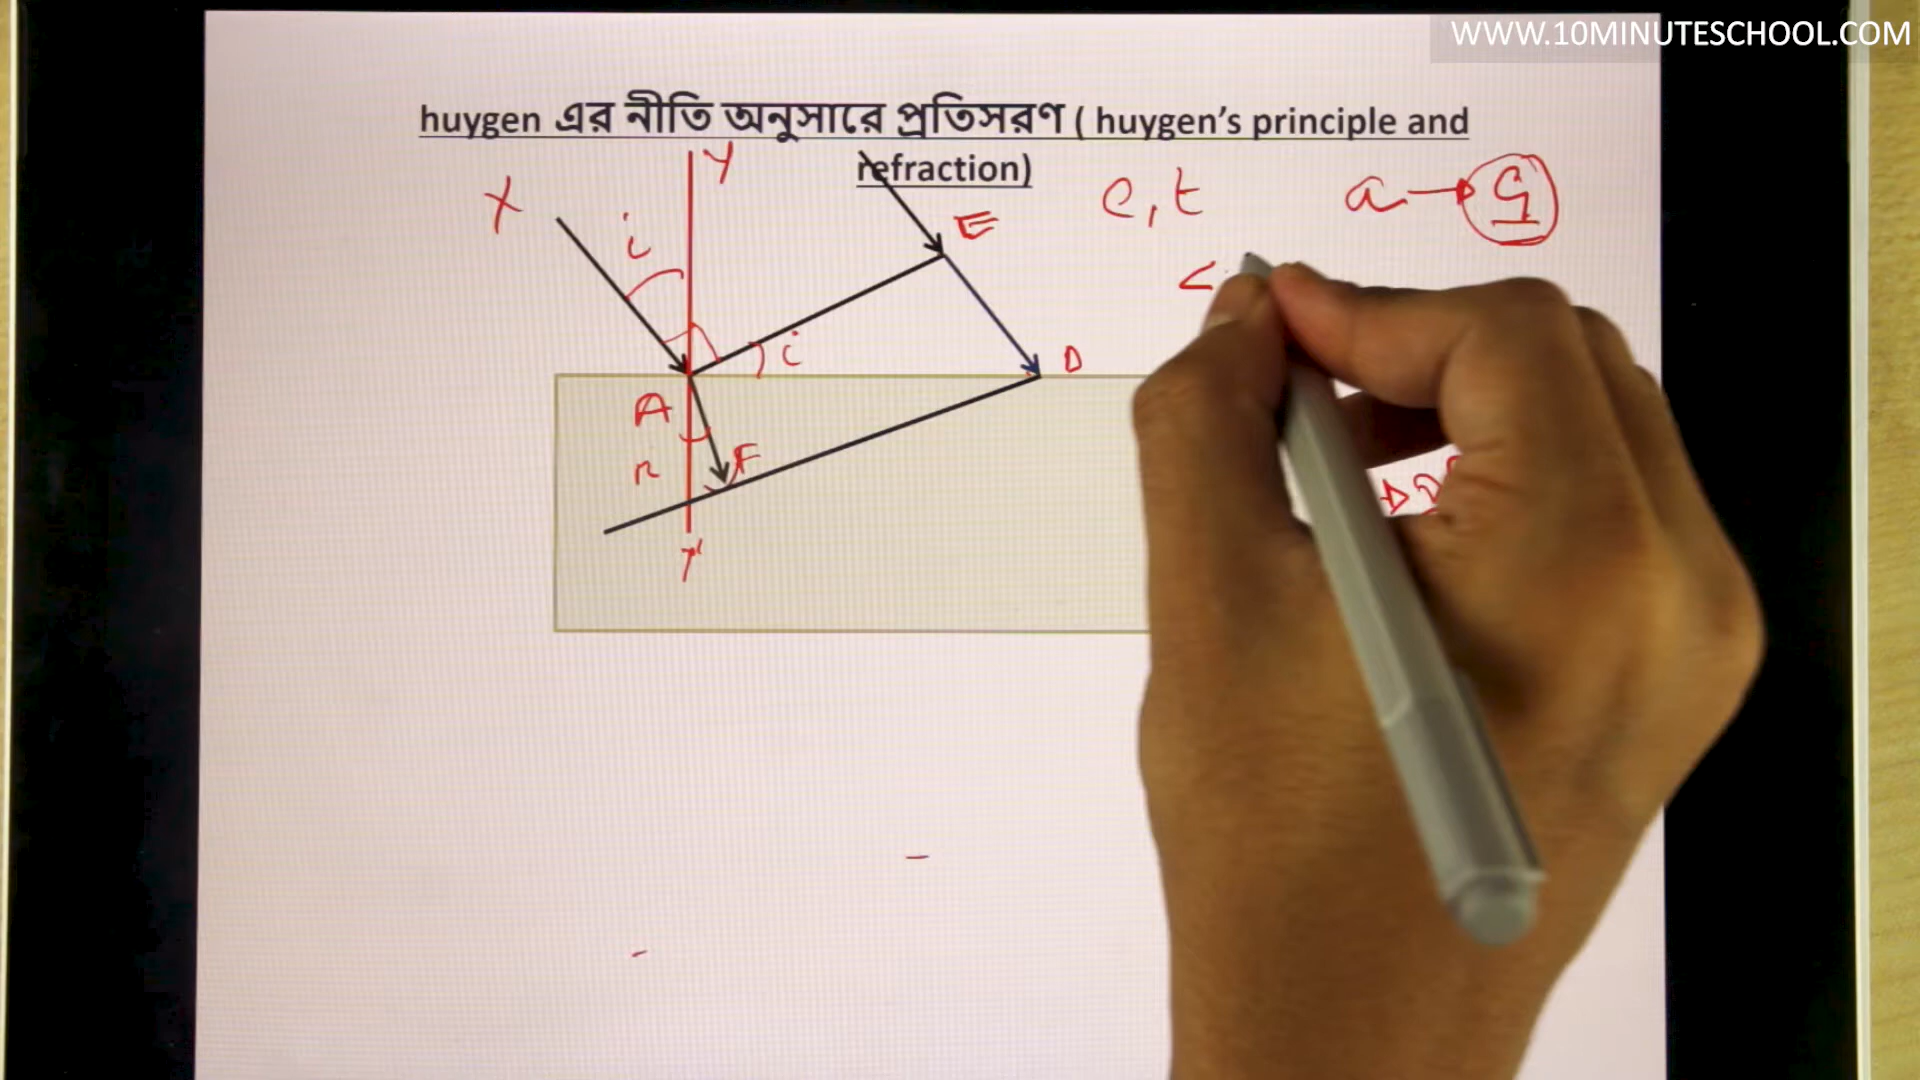 WWW.10MINUTESCHOOL.COM
huygen এর নীতি অনুসারে প্রতিসরণ ( huygen’s principle and
refraction)
X
Y
i
E
c, t
a → G
<
i
D
A
r
F
Y'